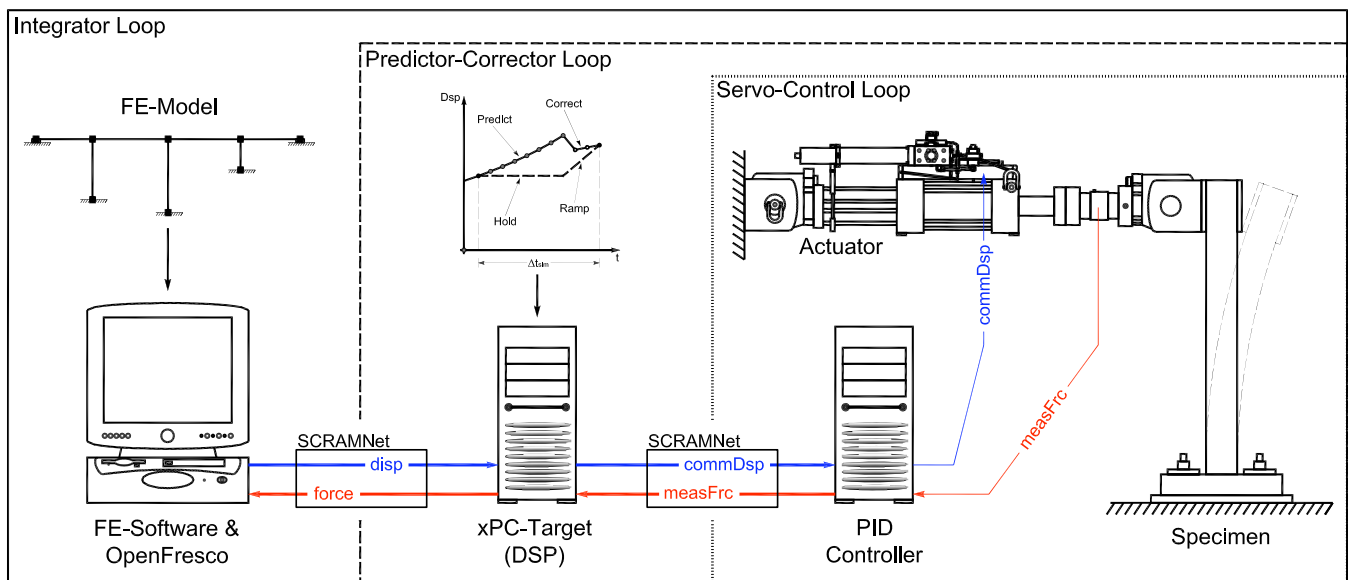 Integrator Loop
Predictor-Corrector Loop
Servo-Control Loop
FE-Model
Dsp
Predict
Correct
Hold
Ramp
t
Δtsim
Actuator
commDsp
measFrc
SCRAMNet
disp
force
SCRAMNet
commDsp
measFrc
FE-Software &
OpenFresco
xPC-Target
(DSP)
PID
Controller
Specimen